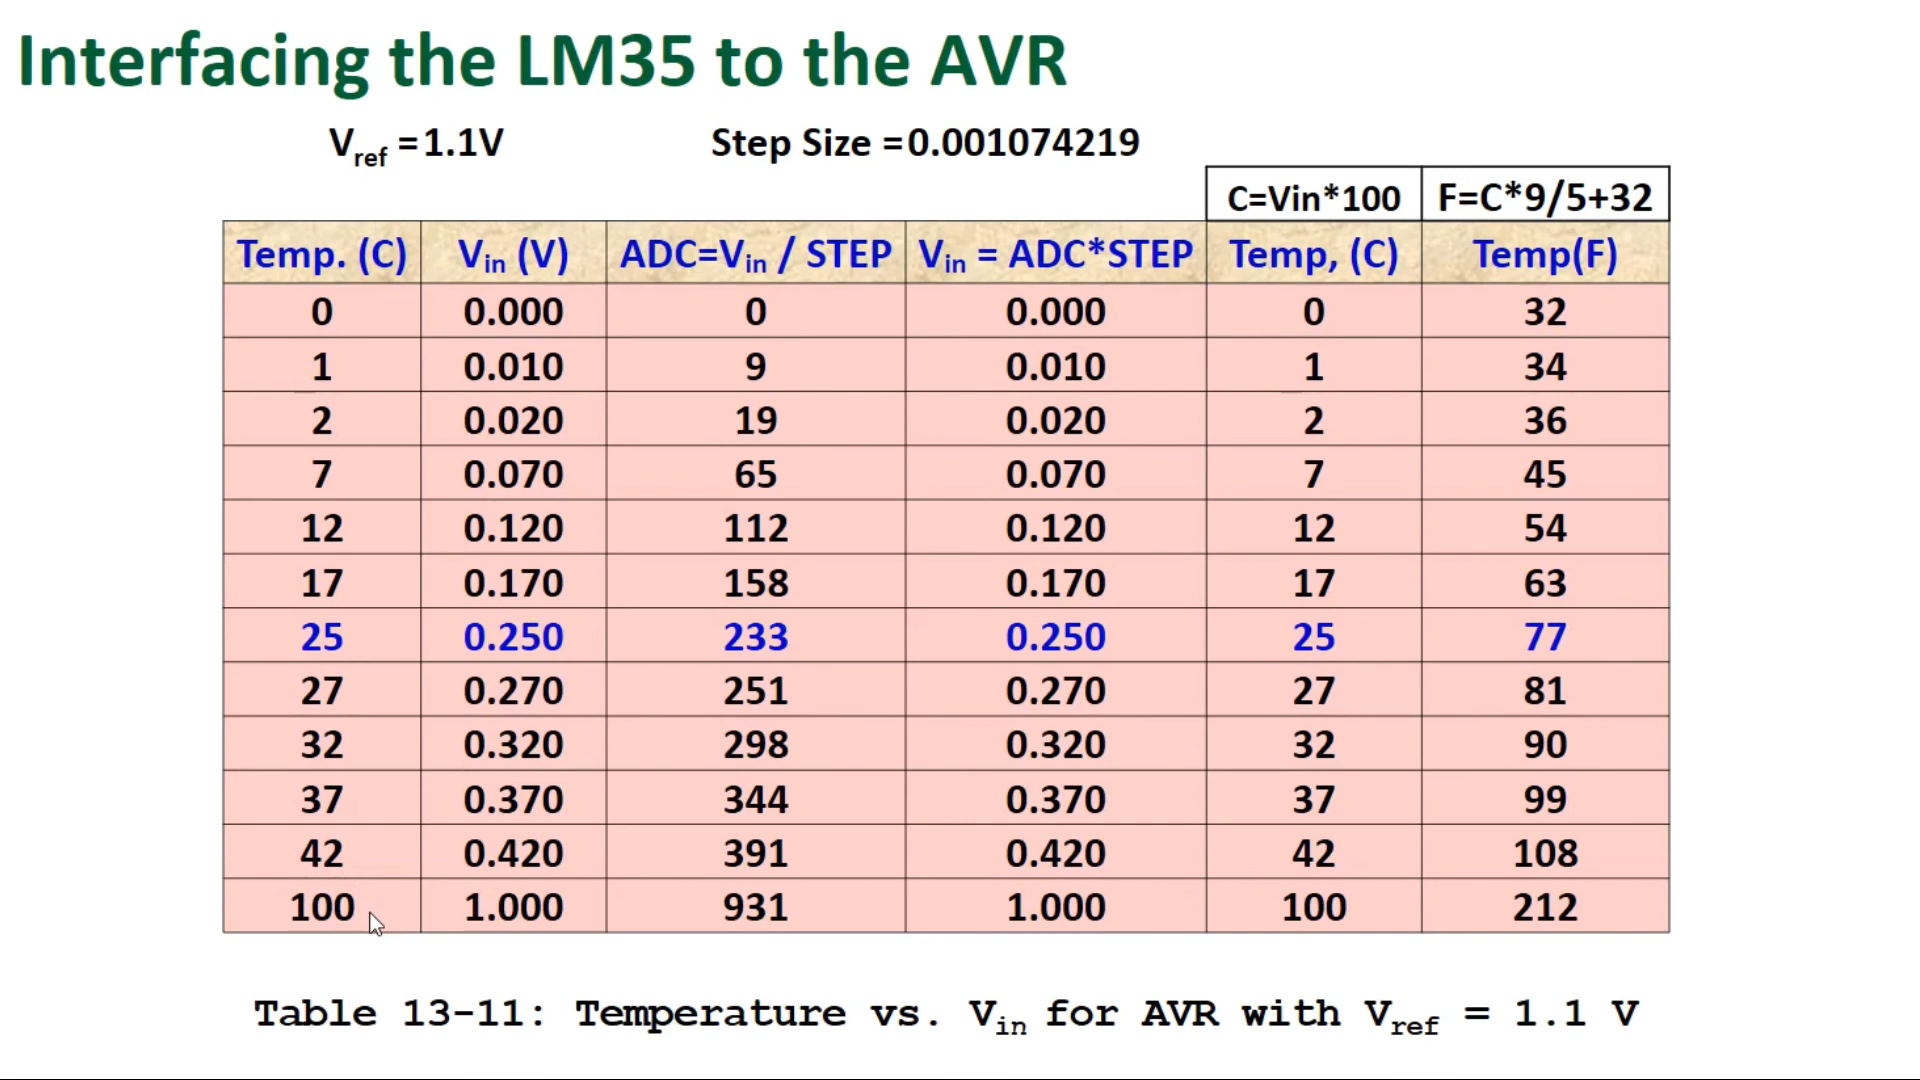 Interfacing the LM35 to the AVR
Vref =1.1V Step Size =0.001074219
C=Vin*100 F=C*9/5+32
Temp. (C) Vin (V) ADC=Vin / STEP Vin = ADC*STEP Temp, (C) Temp(F)
0 0.000 0 0.000 0 32
1 0.010 9 0.010 1 34
2 0.020 19 0.020 2 36
7 0.070 65 0.070 7 45
12 0.120 112 0.120 12 54
17 0.170 158 0.170 17 63
25 0.250 233 0.250 25 77
27 0.270 251 0.270 27 81
32 0.320 298 0.320 32 90
37 0.370 344 0.370 37 99
42 0.420 391 0.420 42 108
100 1.000 931 1.000 100 212
Table 13-11: Temperature vs. Vin for AVR with Vref = 1.1 V